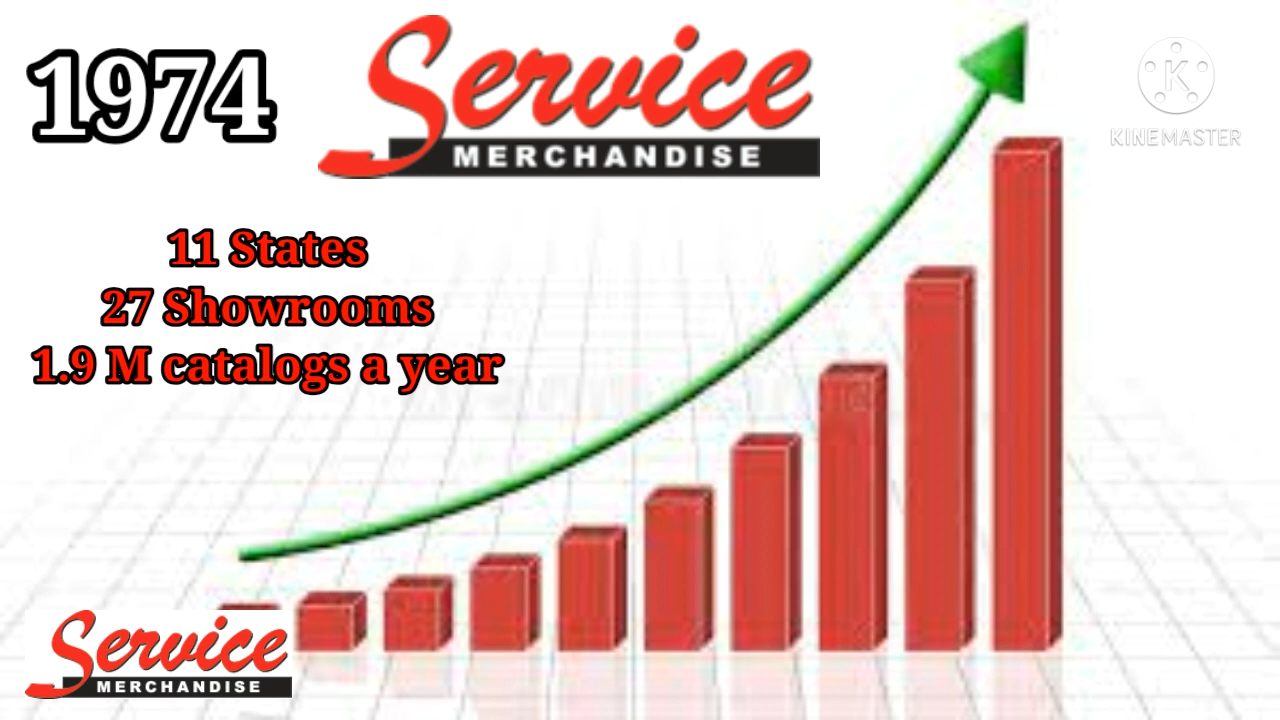 1974
Service
MERCHANDISE
K
KINEMASTER
11 States
27 Showrooms
1.9 M catalogs a year
Service
MERCHANDISE